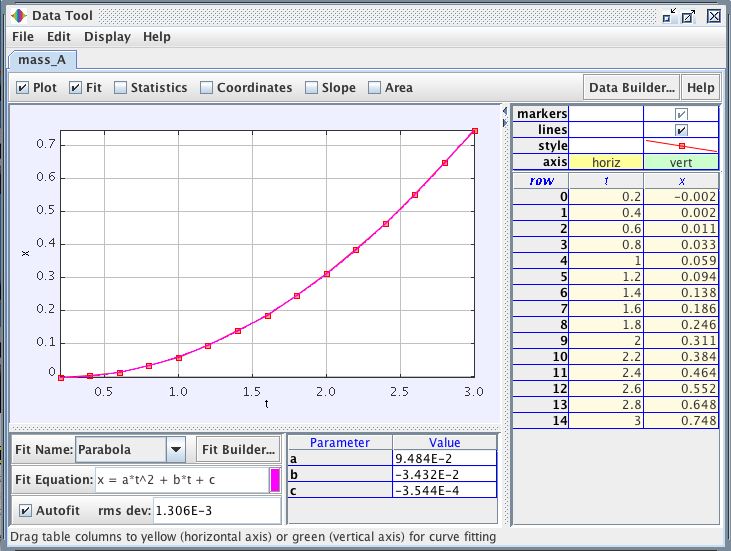 Data Tool
File Edit Display Help
mass_A
Plot Fit Statistics Coordinates Slope Area Data Builder... Help
markers
lines
style
axis horiz vert
row t x
0 0.2 -0.002
1 0.4 0.002
2 0.6 0.011
3 0.8 0.033
4 1 0.059
5 1.2 0.094
6 1.4 0.138
7 1.6 0.186
8 1.8 0.246
9 2 0.311
10 2.2 0.384
11 2.4 0.464
12 2.6 0.552
13 2.8 0.648
14 3 0.748
0.7
0.6
0.5
0.4
x
0.3
0.2
0.1
0
0.5 1.0 1.5 2.0 2.5 3.0
t
Fit Name: Parabola Fit Builder...
Fit Equation: x = a*t^2 + b*t + c
Autofit rms dev: 1.306E-3
Parameter Value
a 9.484E-2
b -3.432E-2
c -3.544E-4
Drag table columns to yellow (horizontal axis) or green (vertical axis) for curve fitting